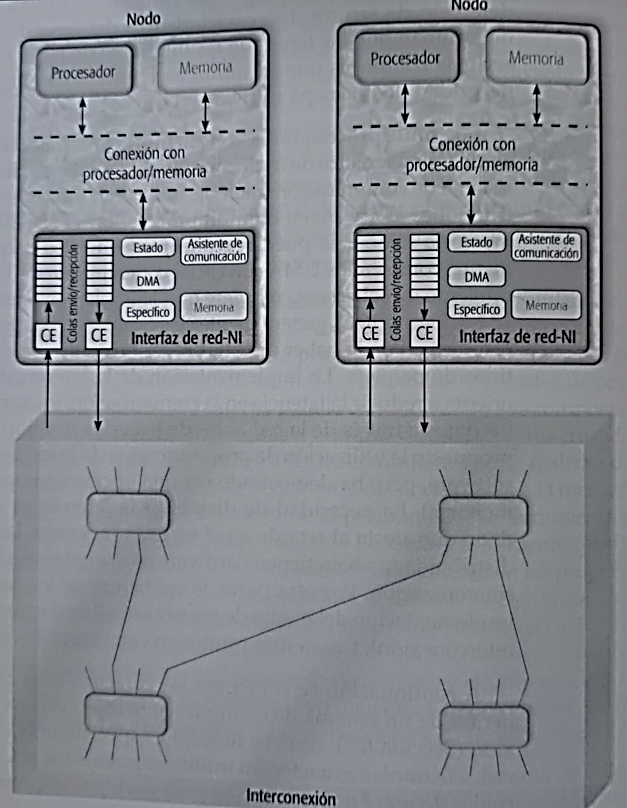 Nodo
Procesador
Memoria
Conexión con
procesador/memoria
Colas envío/recepción
Estado
Asistente de
comunicación
DMA
Específico
Memoria
CE
CE
Interfaz de red-NI
Nodo
Procesador
Memoria
Conexión con
procesador/memoria
Colas envío/recepción
Estado
Asistente de
comunicación
DMA
Específico
Memoria
CE
CE
Interfaz de red-NI
Interconexión